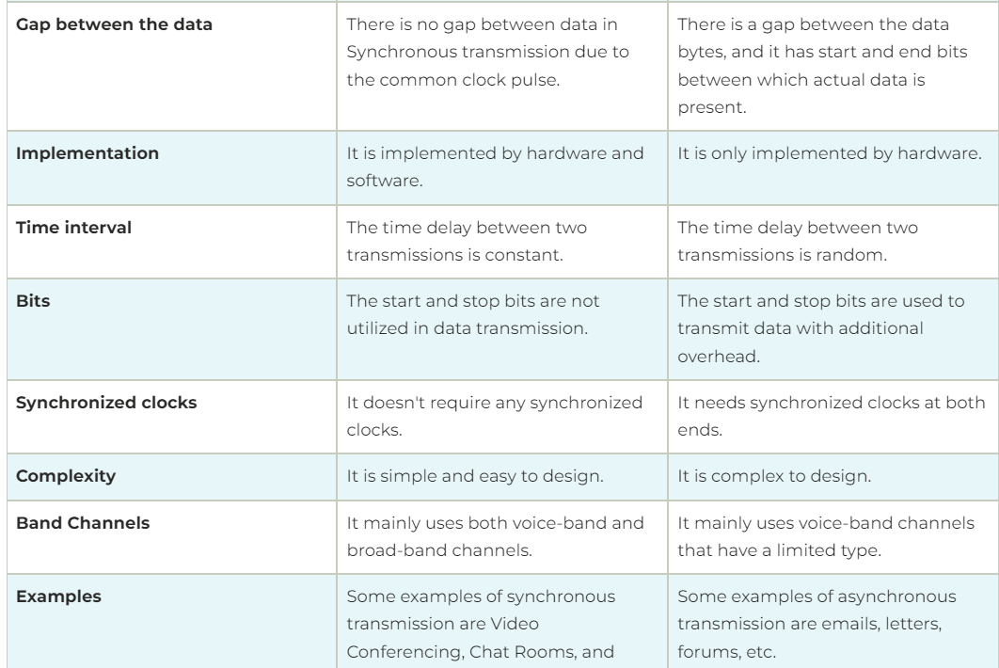 Gap between the data
There is no gap between data in
Synchronous transmission due to
the common clock pulse.
There is a gap between the data
bytes, and it has start and end bits
between which actual data is
present.
Implementation
It is implemented by hardware and
software.
It is only implemented by hardware.
Time interval
The time delay between two
transmissions is constant.
The time delay between two
transmissions is random.
Bits
The start and stop bits are not
utilized in data transmission.
The start and stop bits are used to
transmit data with additional
overhead.
Synchronized clocks
It doesn't require any synchronized
clocks.
It needs synchronized clocks at both
ends.
Complexity
It is simple and easy to design.
It is complex to design.
Band Channels
It mainly uses both voice-band and
broad-band channels.
It mainly uses voice-band channels
that have a limited type.
Examples
Some examples of synchronous
transmission are Video
Conferencing, Chat Rooms, and
Some examples of asynchronous
transmission are emails, letters,
forums, etc.